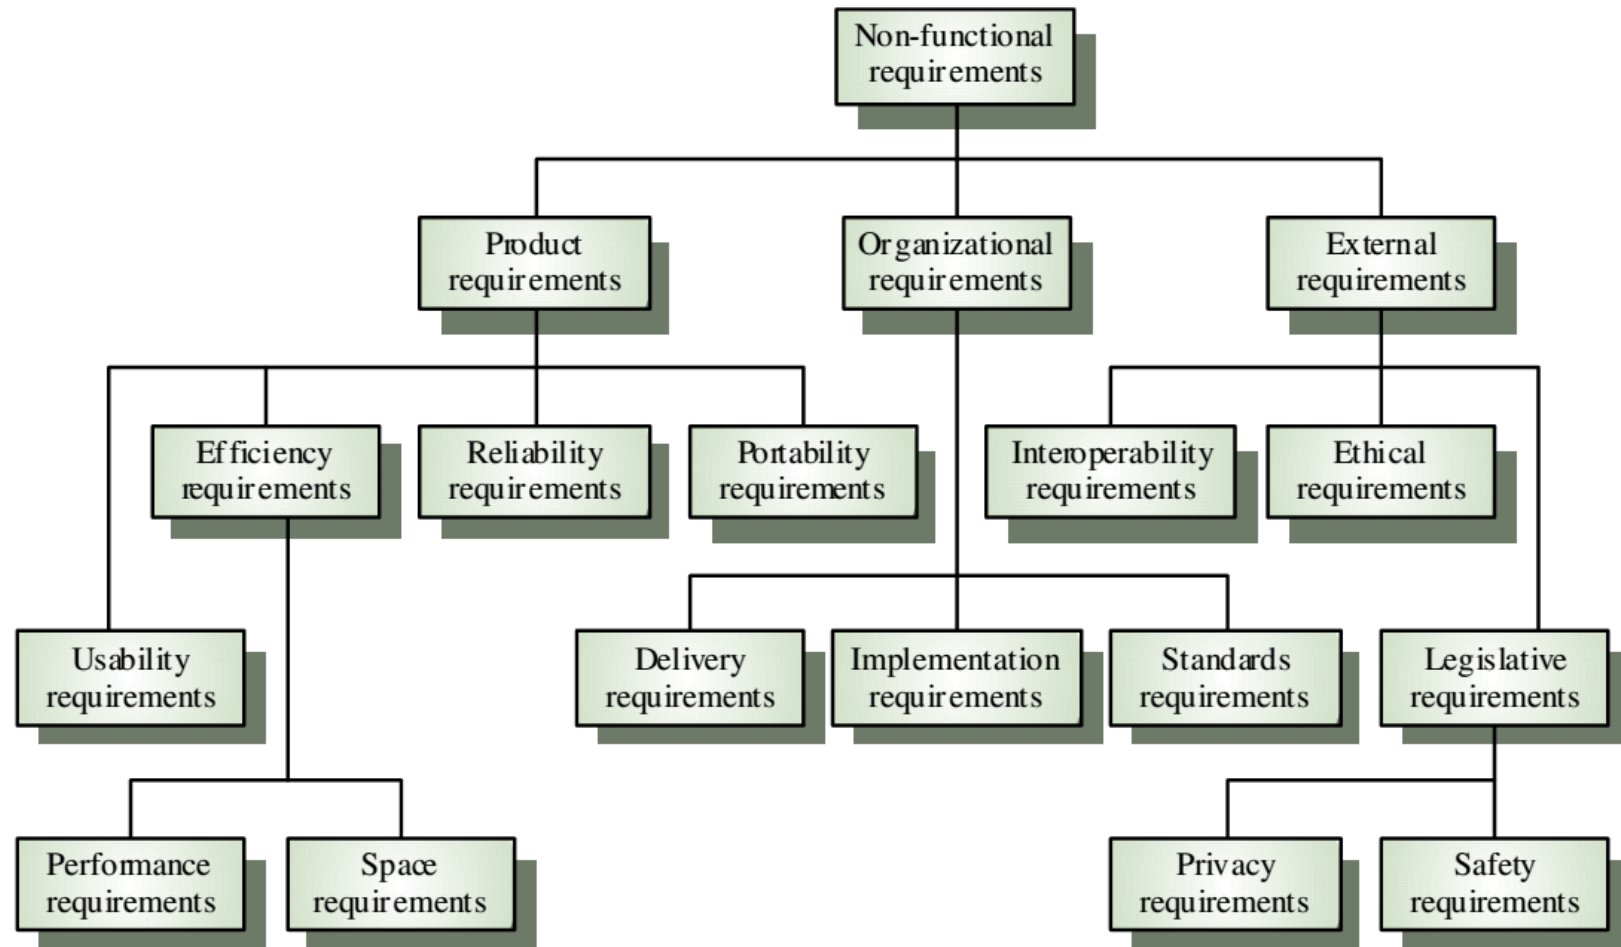 Non-functional
requirements
Product
requirements
Organizational
requirements
External
requirements
Efficiency
requirements
Reliability
requirements
Portability
requirements
Interoperability
requirements
Ethical
requirements
Usability
requirements
Delivery
requirements
Implementation
requirements
Standards
requirements
Legislative
requirements
Performance
requirements
Space
requirements
Privacy
requirements
Safety
requirements